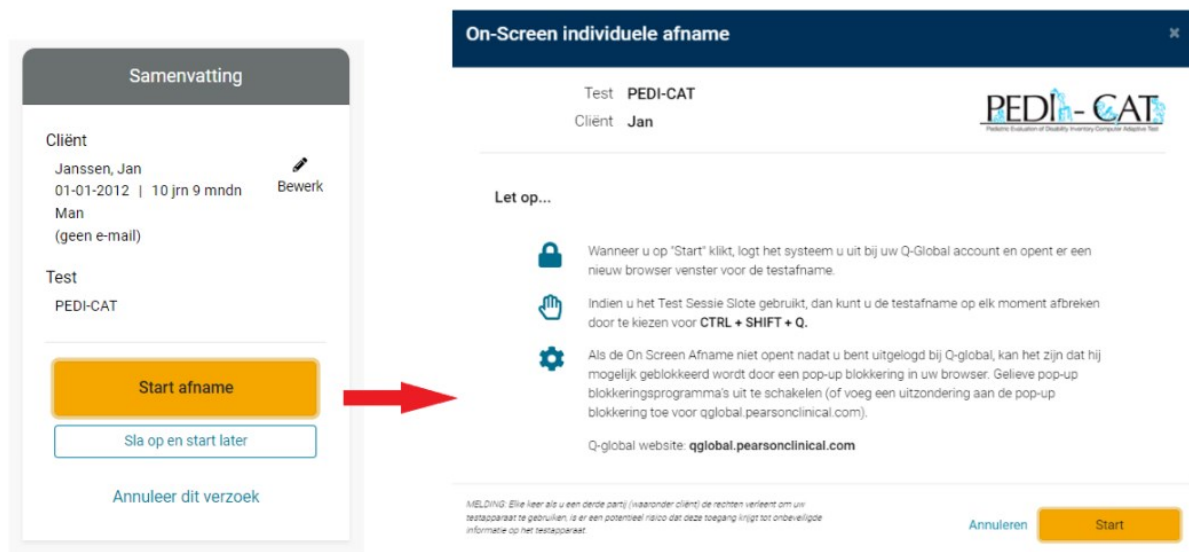 Samenvatting
Cliënt
Janssen, Jan
01-01-2012 | 10 jrn 9 mndn
Bewerk
Man
(geen e-mail)
Test
PEDI-CAT
Start afname
Sla op en start later
Annuleer dit verzoek
On-Screen individuele afname
×
Test PEDI-CAT
Cliënt Jan
PEDI - CAT
Pediatric Evaluation of Disability Inventory Computer Adaptive Test
Let op...
Wanneer u op "Start" klikt, logt het systeem u uit bij uw Q-Global account en opent er een
nieuw browser venster voor de testafname.
Indien u het Test Sessie Slote gebruikt, dan kunt u de testafname op elk moment afbreken
door te kiezen voor CTRL + SHIFT + Q.
Als de On Screen Afname niet opent nadat u bent uitgelogd bij Q-global, kan het zijn dat hij
mogelijk geblokkeerd wordt door een pop-up blokkering in uw browser. Gelieve pop-up
blokkeringsprogramma's uit te schakelen (of voeg een uitzondering aan de pop-up
blokkering toe voor qglobal.pearsonclinical.com).
Q-global website: qglobal.pearsonclinical.com
MELDING: Elke keer als u een derde partij (waaronder cliënt) de rechten verleent om uw
testapparaat te gebruiken, is er een potentieel risico dat deze toegang krijgt tot onbeveiligde
informatie op het testapparaat.
Annuleren
Start